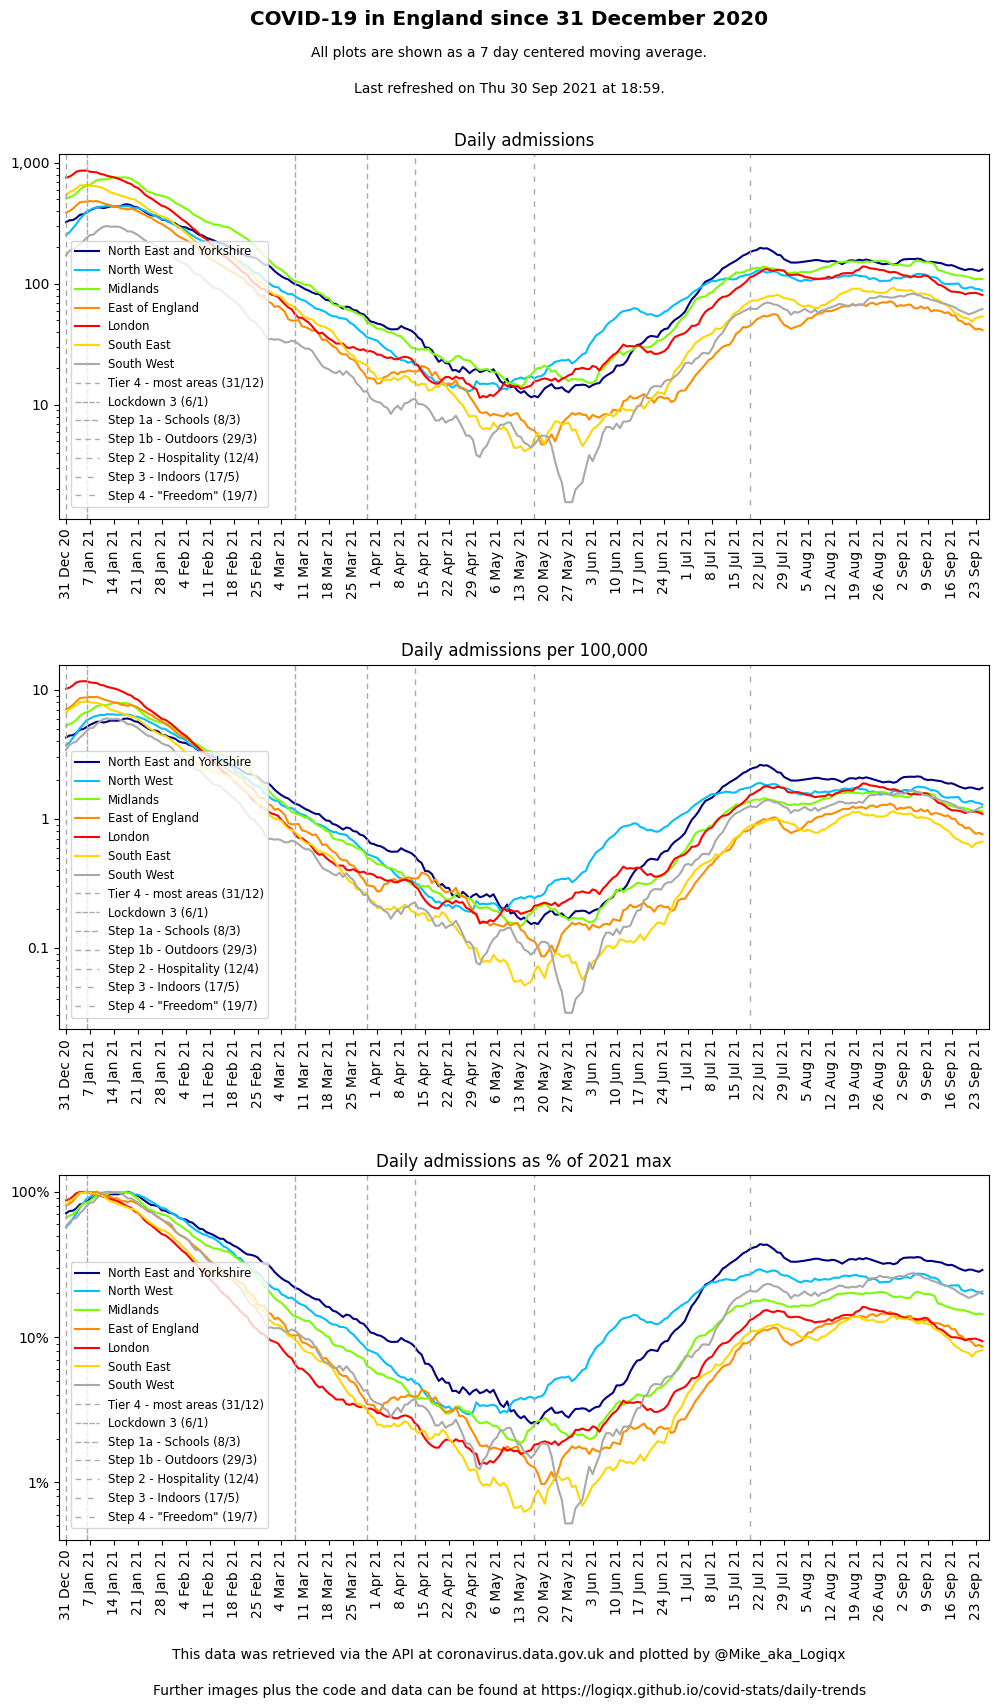 COVID-19 in England since 31 December 2020
All plots are shown as a 7 day centered moving average.
Last refreshed on Thu 30 Sep 2021 at 18:59.
Daily admissions
1,000
100
10
North East and Yorkshire
North West
Midlands
East of England
London
South East
South West
Tier 4 - most areas (31/12)
Lockdown 3 (6/1)
Step 1a - Schools (8/3)
Step 1b - Outdoors (29/3)
Step 2 - Hospitality (12/4)
Step 3 - Indoors (17/5)
Step 4 - "Freedom" (19/7)
31 Dec 20
7 Jan 21
14 Jan 21
21 Jan 21
28 Jan 21
4 Feb 21
11 Feb 21
18 Feb 21
25 Feb 21
4 Mar 21
11 Mar 21
18 Mar 21
25 Mar 21
1 Apr 21
8 Apr 21
15 Apr 21
22 Apr 21
29 Apr 21
6 May 21
13 May 21
20 May 21
27 May 21
3 Jun 21
10 Jun 21
17 Jun 21
24 Jun 21
1 Jul 21
8 Jul 21
15 Jul 21
22 Jul 21
29 Jul 21
5 Aug 21
12 Aug 21
19 Aug 21
26 Aug 21
2 Sep 21
9 Sep 21
16 Sep 21
23 Sep 21
Daily admissions per 100,000
10
1
0.1
North East and Yorkshire
North West
Midlands
East of England
London
South East
South West
Tier 4 - most areas (31/12)
Lockdown 3 (6/1)
Step 1a - Schools (8/3)
Step 1b - Outdoors (29/3)
Step 2 - Hospitality (12/4)
Step 3 - Indoors (17/5)
Step 4 - "Freedom" (19/7)
31 Dec 20
7 Jan 21
14 Jan 21
21 Jan 21
28 Jan 21
4 Feb 21
11 Feb 21
18 Feb 21
25 Feb 21
4 Mar 21
11 Mar 21
18 Mar 21
25 Mar 21
1 Apr 21
8 Apr 21
15 Apr 21
22 Apr 21
29 Apr 21
6 May 21
13 May 21
20 May 21
27 May 21
3 Jun 21
10 Jun 21
17 Jun 21
24 Jun 21
1 Jul 21
8 Jul 21
15 Jul 21
22 Jul 21
29 Jul 21
5 Aug 21
12 Aug 21
19 Aug 21
26 Aug 21
2 Sep 21
9 Sep 21
16 Sep 21
23 Sep 21
Daily admissions as % of 2021 max
100%
10%
1%
North East and Yorkshire
North West
Midlands
East of England
London
South East
South West
Tier 4 - most areas (31/12)
Lockdown 3 (6/1)
Step 1a - Schools (8/3)
Step 1b - Outdoors (29/3)
Step 2 - Hospitality (12/4)
Step 3 - Indoors (17/5)
Step 4 - "Freedom" (19/7)
31 Dec 20
7 Jan 21
14 Jan 21
21 Jan 21
28 Jan 21
4 Feb 21
11 Feb 21
18 Feb 21
25 Feb 21
4 Mar 21
11 Mar 21
18 Mar 21
25 Mar 21
1 Apr 21
8 Apr 21
15 Apr 21
22 Apr 21
29 Apr 21
6 May 21
13 May 21
20 May 21
27 May 21
3 Jun 21
10 Jun 21
17 Jun 21
24 Jun 21
1 Jul 21
8 Jul 21
15 Jul 21
22 Jul 21
29 Jul 21
5 Aug 21
12 Aug 21
19 Aug 21
26 Aug 21
2 Sep 21
9 Sep 21
16 Sep 21
23 Sep 21
This data was retrieved via the API at coronavirus.data.gov.uk and plotted by @Mike_aka_Logiqx
Further images plus the code and data can be found at https://logiqx.github.io/covid-stats/daily-trends